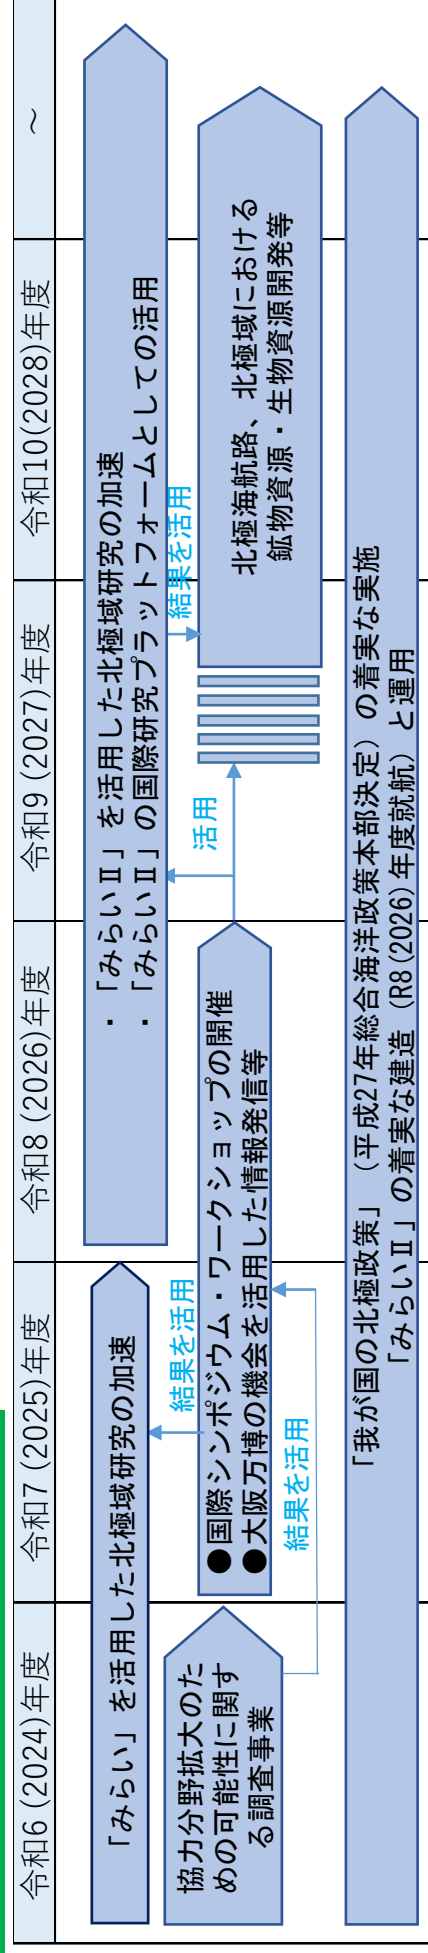 令和6 (2024)年度
令和7 (2025)年度
令和8 (2026)年度
令和9 (2027)年度
令和10(2028)年度
～
「みらい」を活用した北極域研究の加速
・「みらいⅡ」を活用した北極域研究の加速
・「みらいⅡ」の国際研究プラットフォームとしての活用
結果を活用
結果を活用
協力分野拡大のた
めの可能性に関す
る調査事業
●国際シンポジウム・ワークショップの開催
●大阪万博の機会を活用した情報発信等
活用
北極海航路、北極域における
鉱物資源・生物資源開発等
結果を活用
「我が国の北極政策」（平成27年総合海洋政策本部決定）の着実な実施
「みらいⅡ」の着実な建造（R8(2026)年度就航）と運用